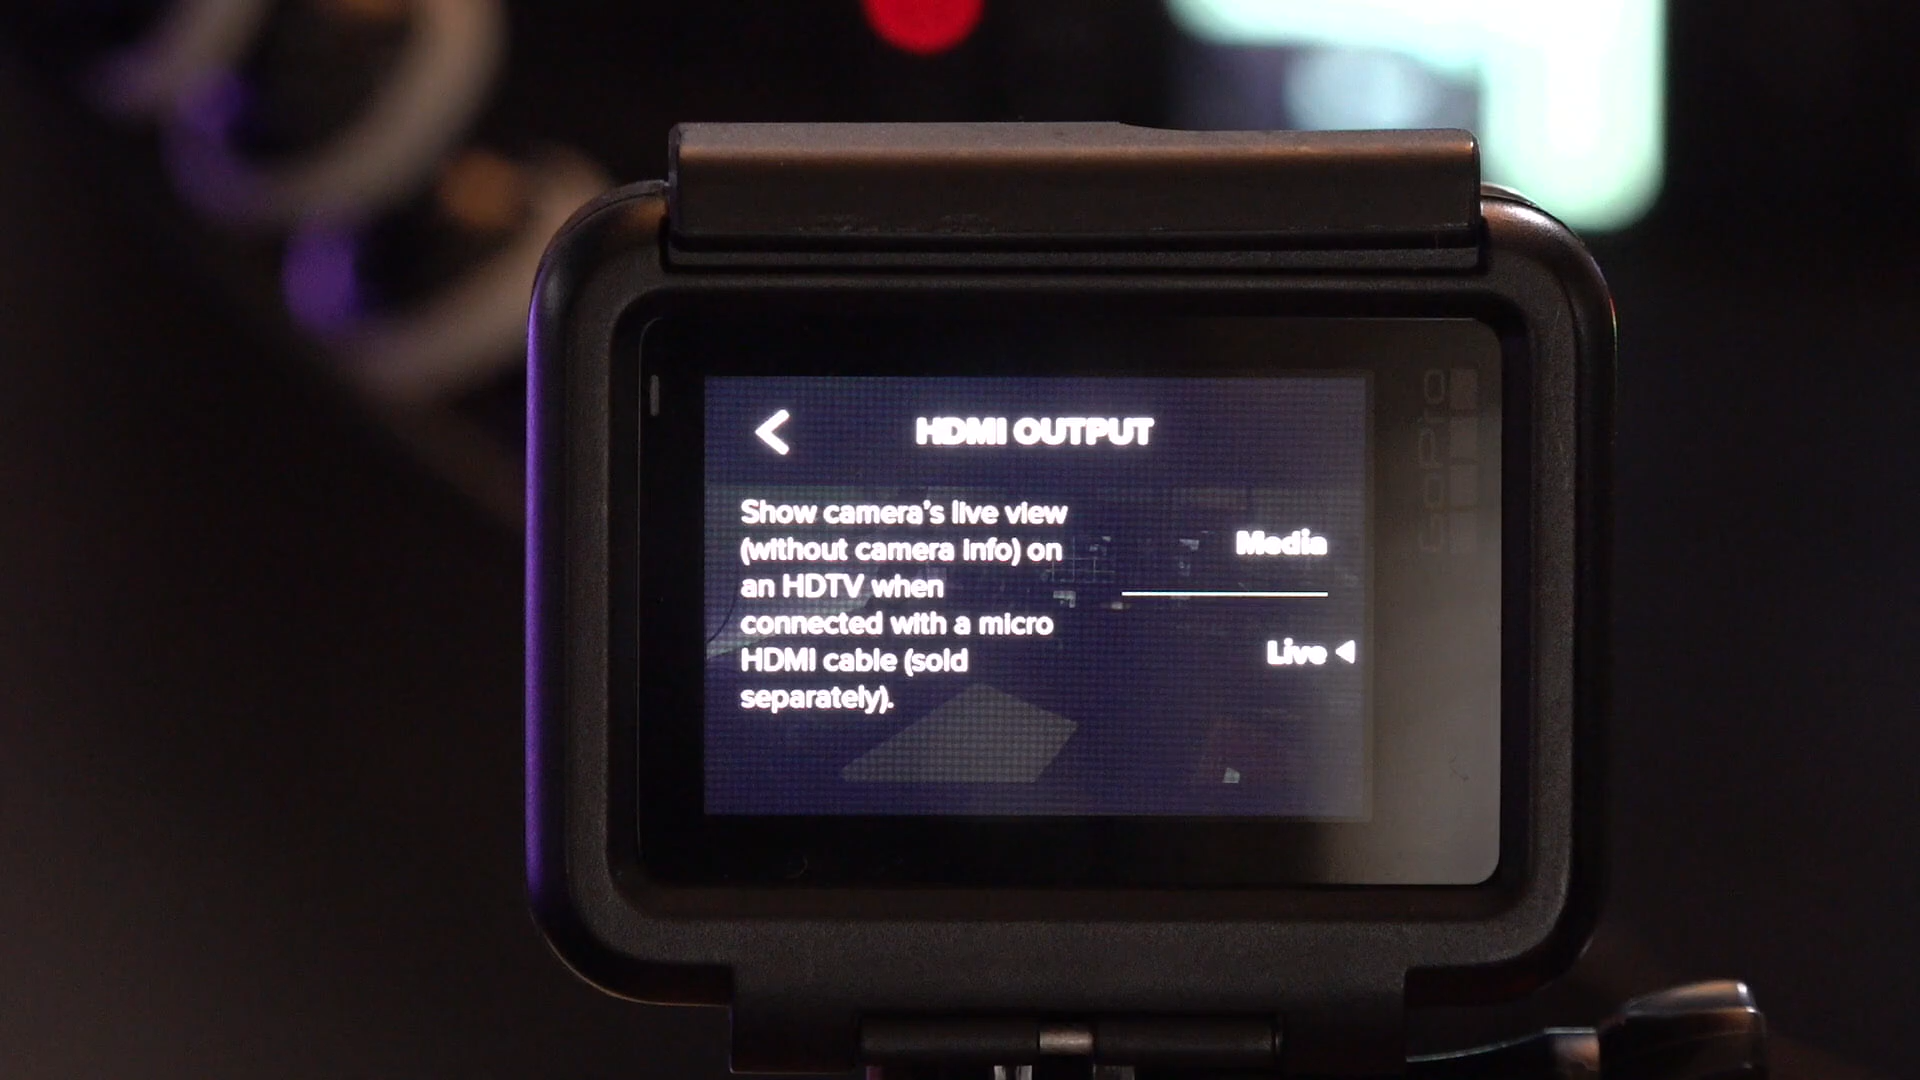 HDMI OUTPUT
Show camera's live view
(without camera info) on
an HDTV when
connected with a micro
HDMI cable (sold
separately).
Media
Live
GoPro